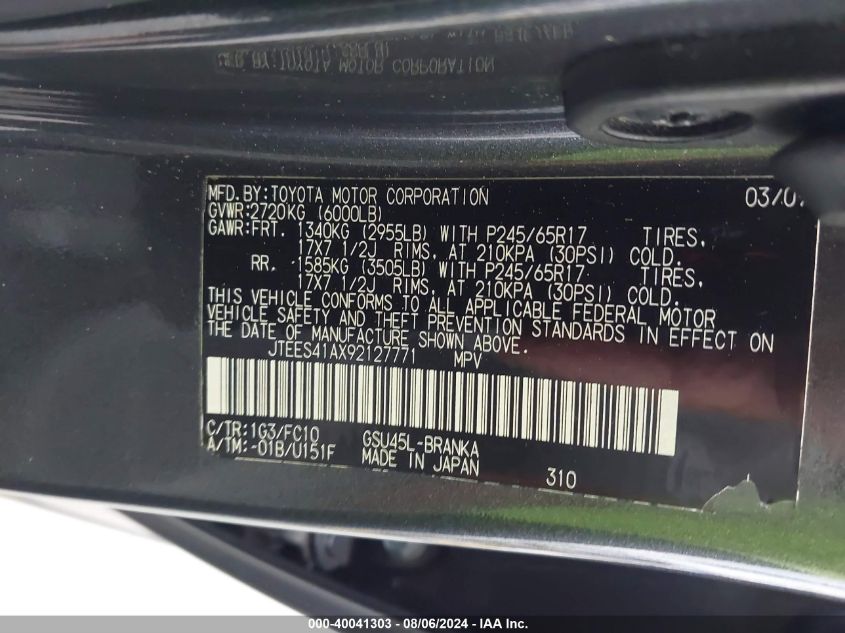 MFD.BY:TOYOTA MOTOR CORPORATION 03/0
GVWR:2720KG (6000LB)
GAWR:FRT. 1340KG (2955LB) WITH P245/65R17 TIRES,
17X7 1/2J RIMS, AT 210KPA (30PSI) COLD.
RR. 1585KG (3505LB) WITH P245/65R17 TIRES,
17X7 1/2J RIMS, AT 210KPA (30PSI) COLD.
THIS VEHICLE CONFORMS TO ALL APPLICABLE FEDERAL MOTOR
VEHICLE SAFETY AND THEFT PREVENTION STANDARDS IN EFFECT ON
THE DATE OF MANUFACTURE SHOWN ABOVE.
JTEES41AX92127771 MPV
C/TR:1G3/FC10 GSU45L-BRANKA
A/TM:-01B/U151F MADE IN JAPAN
310
000-40041303 - 08/06/2024 - IAA Inc.